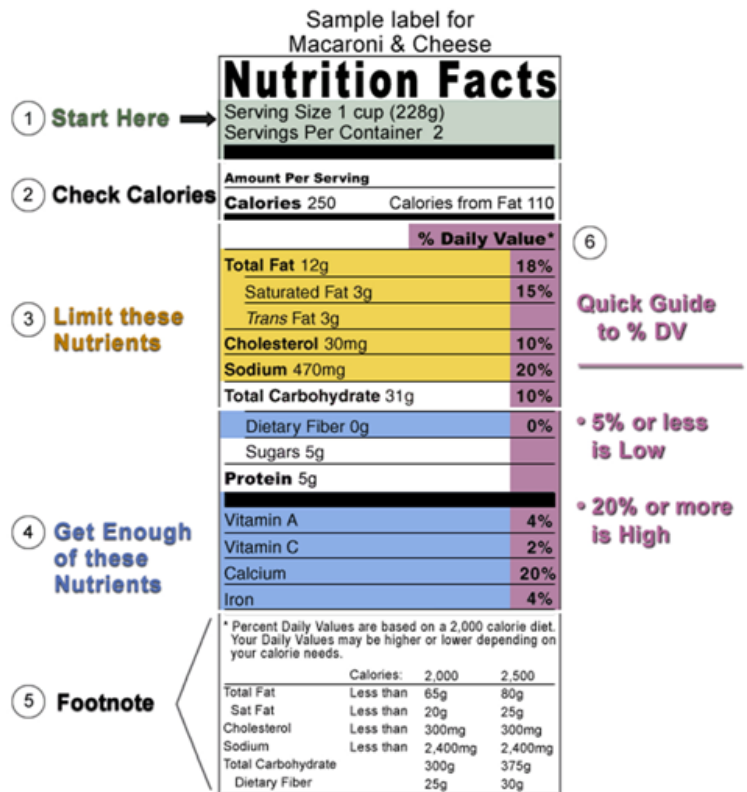 Sample label for
Macaroni & Cheese
Nutrition Facts
1 Start Here
Serving Size 1 cup (228g)
Servings Per Container 2
2 Check Calories
Amount Per Serving
Calories 250 Calories from Fat 110
% Daily Value*
3 Limit these
Nutrients
Total Fat 12g 18%
Saturated Fat 3g 15%
Trans Fat 3g
Cholesterol 30mg 10%
Sodium 470mg 20%
Total Carbohydrate 31g 10%
Dietary Fiber 0g 0%
Sugars 5g
Protein 5g
4 Get Enough
of these
Nutrients
Vitamin A 4%
Vitamin C 2%
Calcium 20%
Iron 4%
5 Footnote
* Percent Daily Values are based on a 2,000 calorie diet.
Your Daily Values may be higher or lower depending on
your calorie needs.
Calories: 2,000 2,500
Total Fat Less than 65g 80g
Sat Fat Less than 20g 25g
Cholesterol Less than 300mg 300mg
Sodium Less than 2,400mg 2,400mg
Total Carbohydrate 300g 375g
Dietary Fiber 25g 30g
6
Quick Guide
to % DV
• 5% or less
is Low
• 20% or more
is High